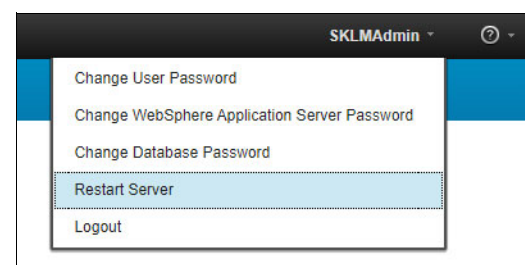 SKLMAdmin
Change User Password
Change WebSphere Application Server Password
Change Database Password
Restart Server
Logout